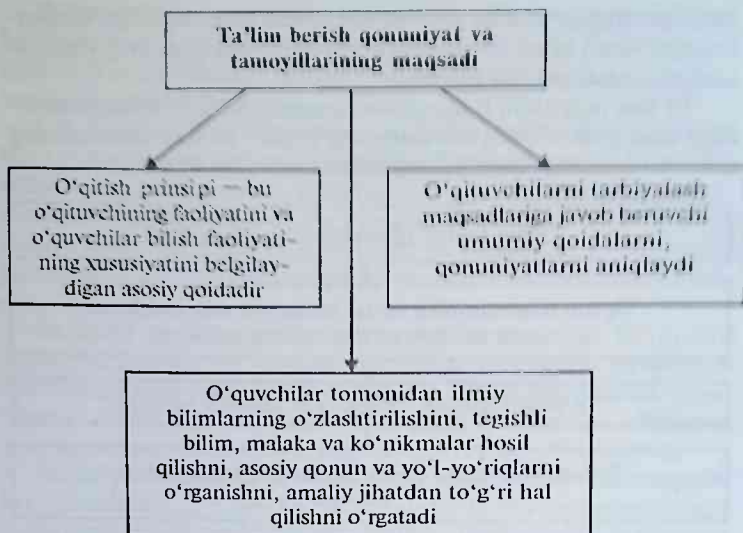 Ta’lim berish qonuniyat va
tamoyillarining maqsadi
O‘qitish prinsipi — bu
o‘qituvchining faoliyatini va
o‘quvchilar bilish faoliyati-
ning xususiyatini belgilay-
digan asosiy qoidadir
O‘qituvchilarni tarbiyalash
maqsadlariga javob beruvchi
umumiy qoidalarni,
qonuniyatlarni aniqlaydi
O‘quvchilar tomonidan ilmiy
bilimlarning o‘zlashtirilishini, tegishli
bilim, malaka va ko‘nikmalar hosil
qilishni, asosiy qonun va yo‘l-yo‘riqlarni
o‘rganishni, amaliy jihatdan to‘g‘ri hal
qilishni o‘rgatadi